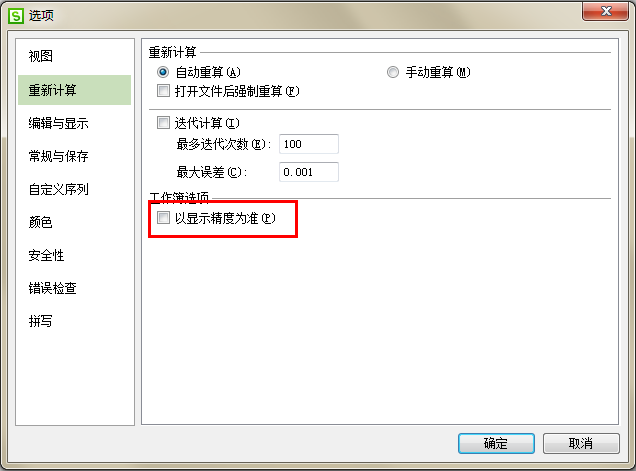 选项
视图
重新计算
编辑与显示
常规与保存
自定义序列
颜色
安全性
错误检查
拼写
重新计算
自动重算(A) 手动重算(M)
打开文件后强制重算(F)
迭代计算(I)
最多迭代次数(E): 100
最大误差(C): 0.001
工作簿选项
以显示精度为准(P)
确定 取消